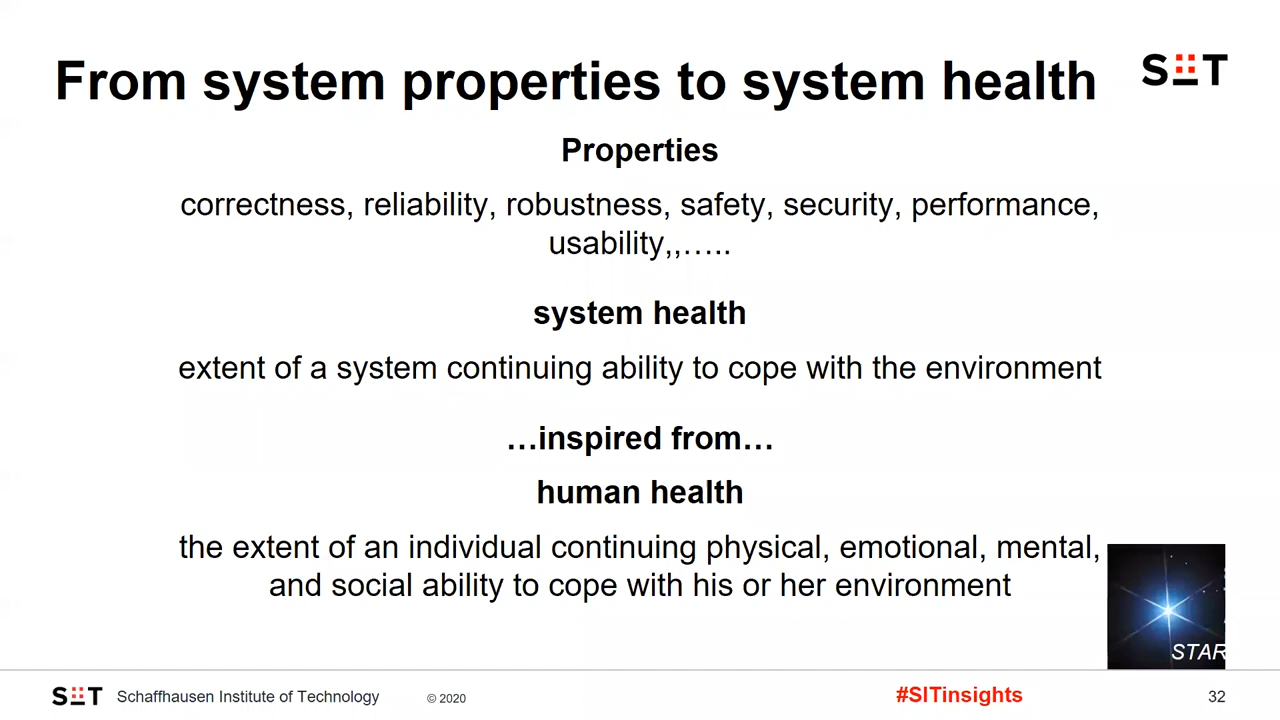 From system properties to system health
SIT
Properties
correctness, reliability, robustness, safety, security, performance,
usability,,…..
system health
extent of a system continuing ability to cope with the environment
…inspired from…
human health
the extent of an individual continuing physical, emotional, mental,
and social ability to cope with his or her environment
STAR
SIT Schaffhausen Institute of Technology © 2020 #SITinsights 32